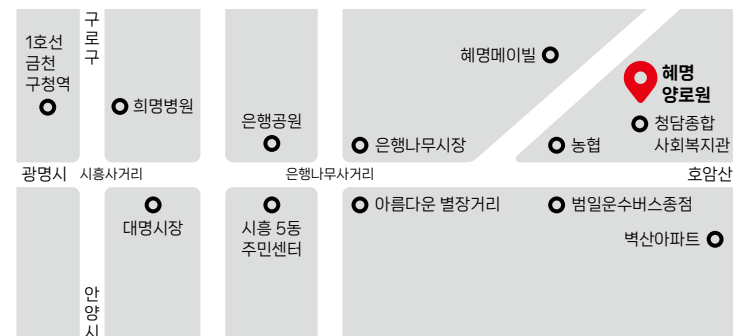 구로구
1호선
금천
구청역
희명병원
은행공원
혜명메이빌
은행나무시장
농협
혜명
양로원
청담종합
사회복지관
광명시
시흥사거리
은행나무사거리
호암산
대명시장
시흥 5동
주민센터
아름다운 별장거리
범일운수버스종점
벽산아파트
안양시